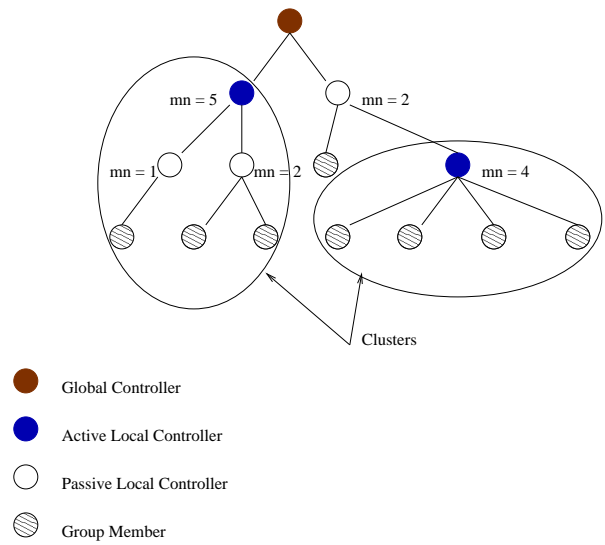 mn = 5
mn = 2
mn = 1
mn = 2
mn = 4
Clusters
Global Controller
Active Local Controller
Passive Local Controller
Group Member